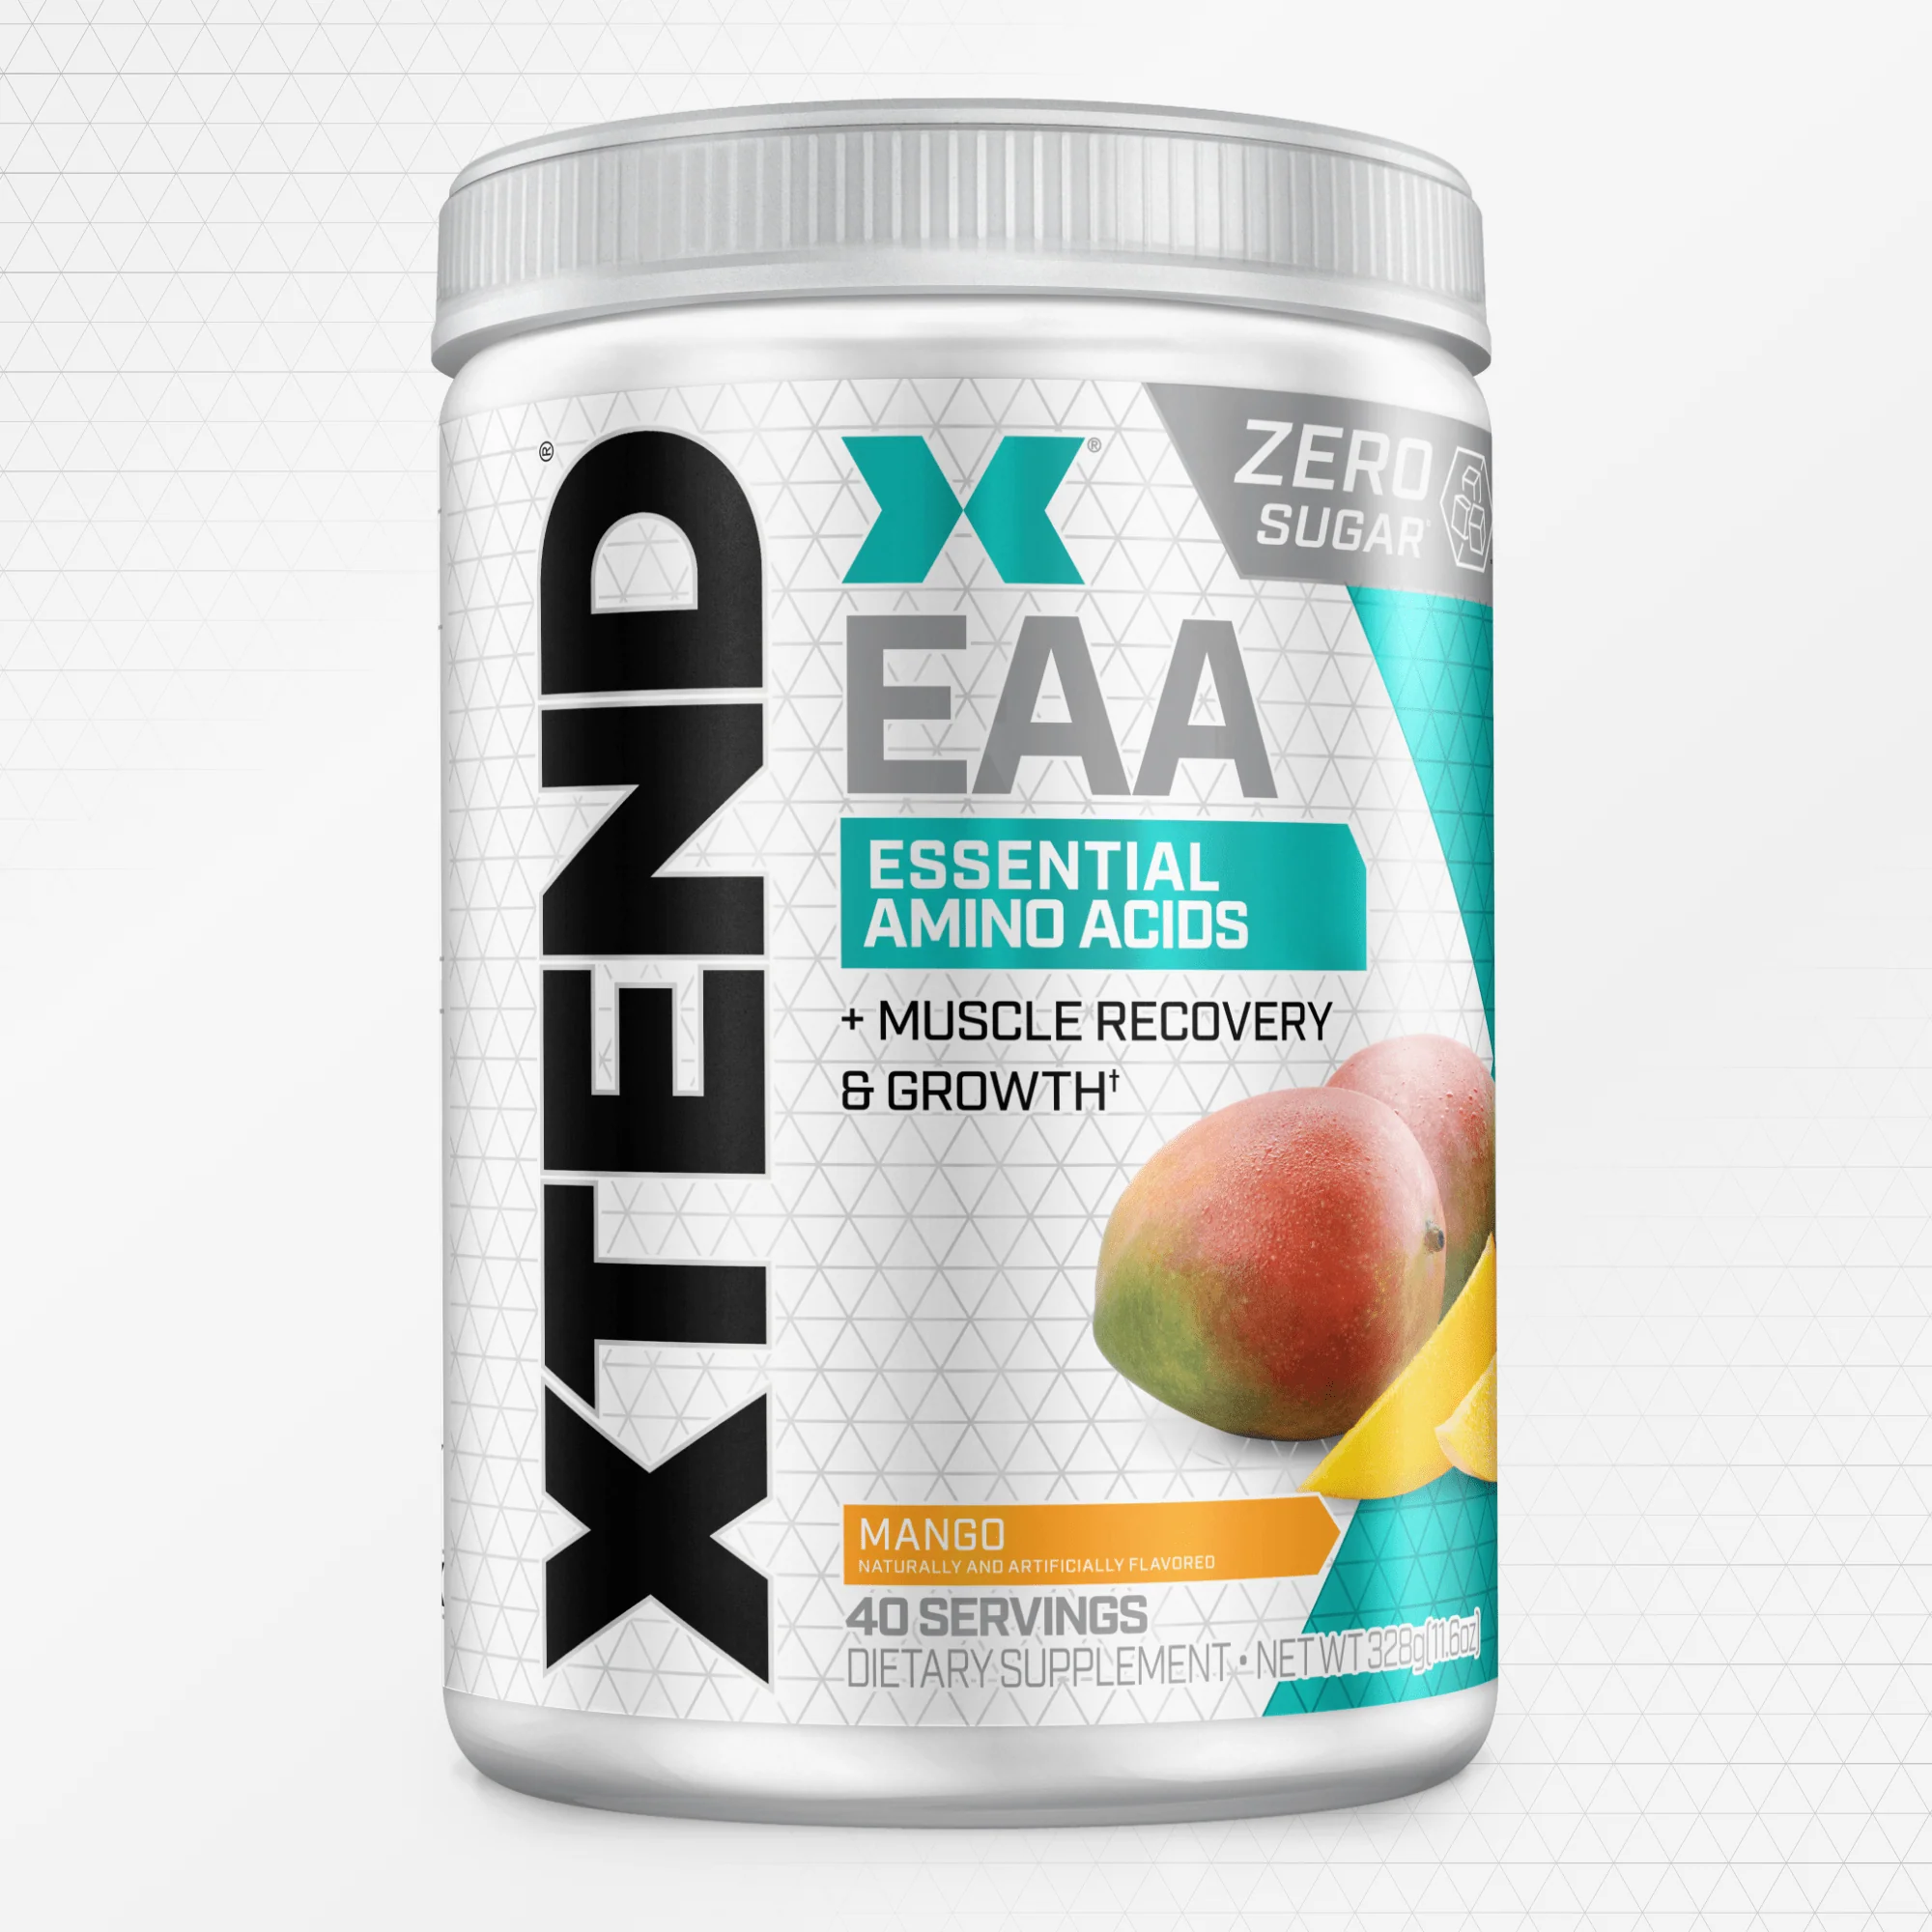 XTEND®
X®
ZERO
SUGAR*
EAA
ESSENTIAL
AMINO ACIDS
+ MUSCLE RECOVERY
& GROWTH†
MANGO
NATURALLY AND ARTIFICIALLY FLAVORED
40 SERVINGS
DIETARY SUPPLEMENT • NET WT 328g (11.6oz)